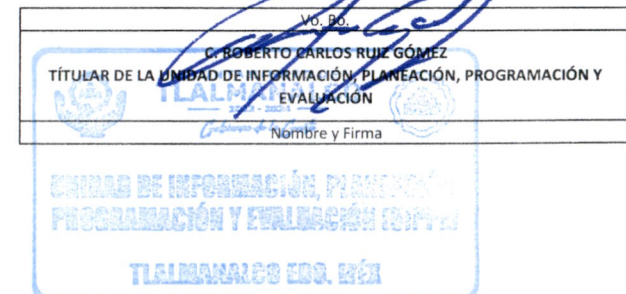 Vo. Bo.
C. ROBERTO CARLOS RUIZ GÓMEZ
TÍTULAR DE LA UNIDAD DE INFORMACIÓN, PLANEACIÓN, PROGRAMACIÓN Y
EVALUACIÓN
TLALMANALCO
Nombre y Firma
UNIDAD DE INFORMACIÓN, PLANEACIÓN
PROGRAMACIÓN Y EVALUACIÓN
TLALMANALCO EDO. MÉX